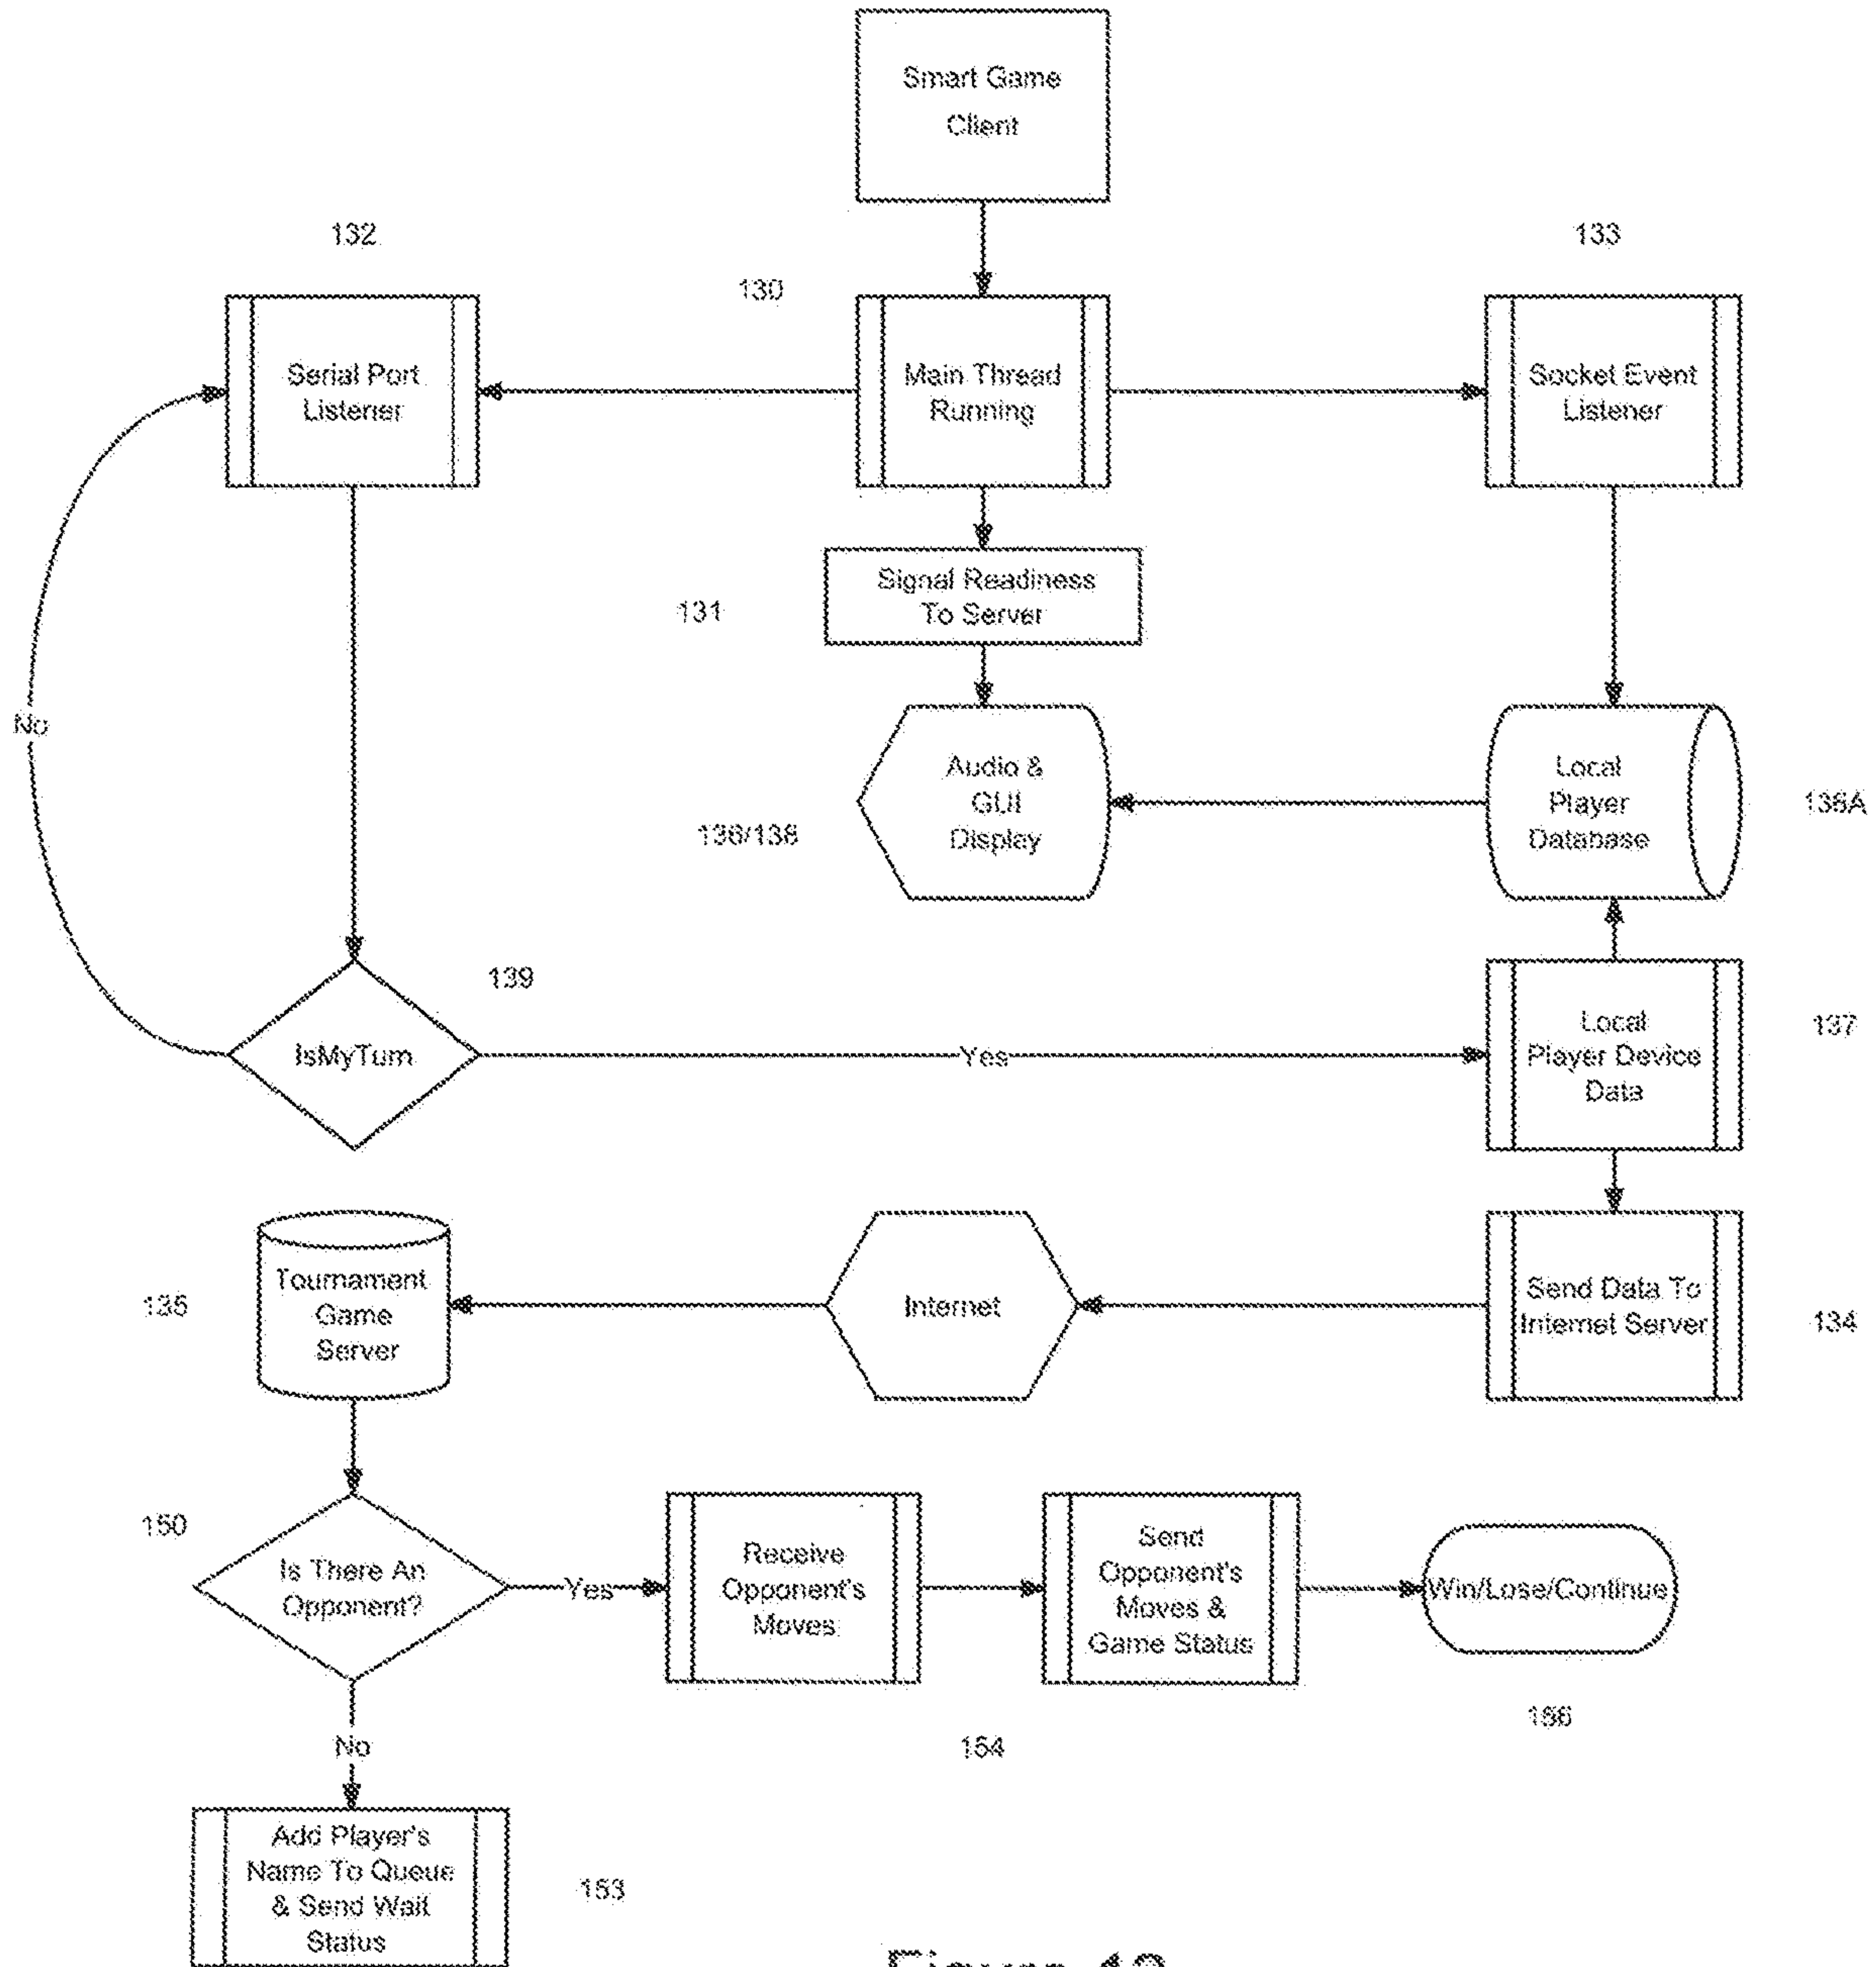 Smart Game
Client
132
133
130
Serial Port
Listener
Main Thread
Running
Socket Event
Listener
131
Signal Readiness
To Server
No
136/138
Audio &
GUI
Display
Local
Player
Database
138A
139
IsMyTurn
Yes
Local
Player Device
Data
137
135
Tournament
Game
Server
Internet
Send Data To
Internet Server
134
150
Is There An
Opponent?
Yes
Receive
Opponent's
Moves
Send
Opponent's
Moves &
Game Status
Win/Lose/Continue
154
No
Add Player's
Name To Queue
& Send Wait
Status
153